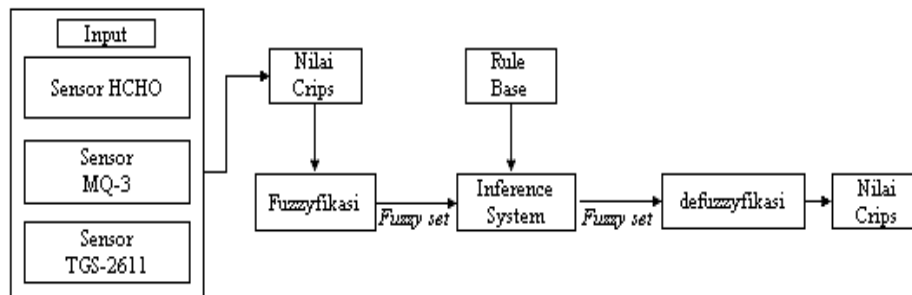 Input
Sensor HCHO
Sensor
MQ-3
Sensor
TGS-2611
Nilai
Crips
Rule
Base
Fuzzyfikasi
Fuzzy set
Inference
System
Fuzzy set
defuzzyfikasi
Nilai
Crips